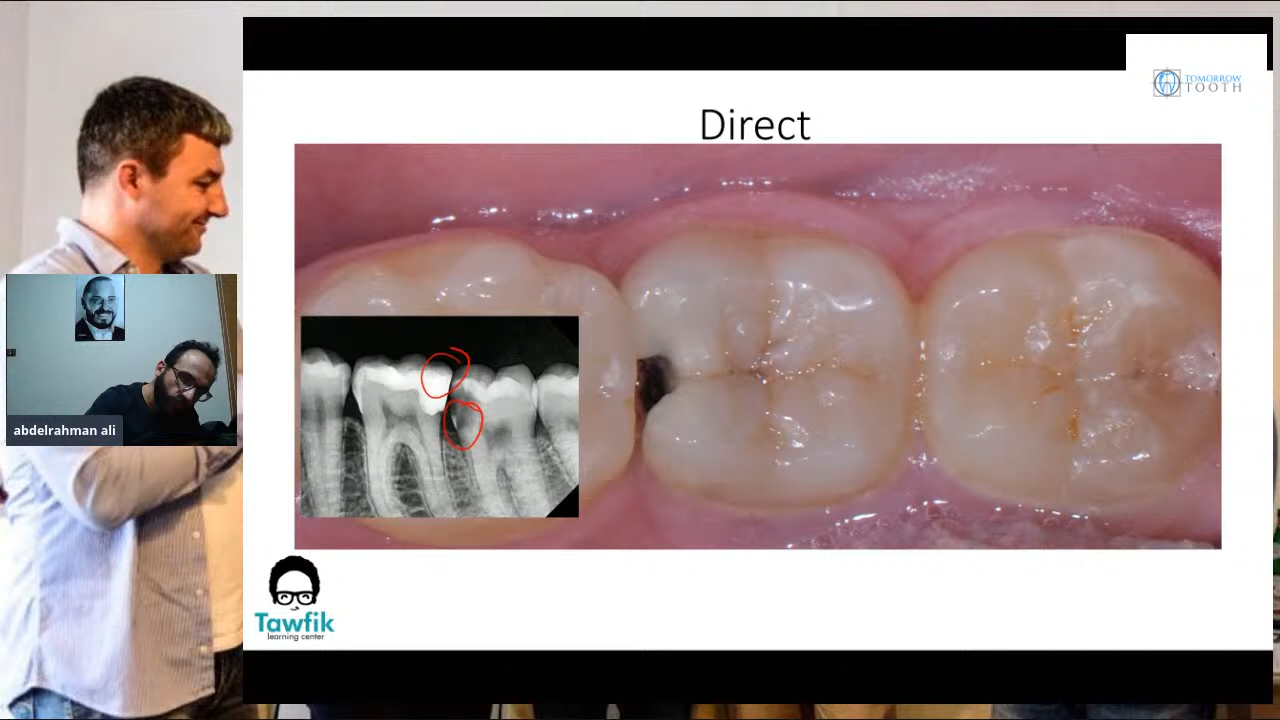 TOMORROW
TOOTH
Direct
abdelrahman ali
Tawfik
learning center